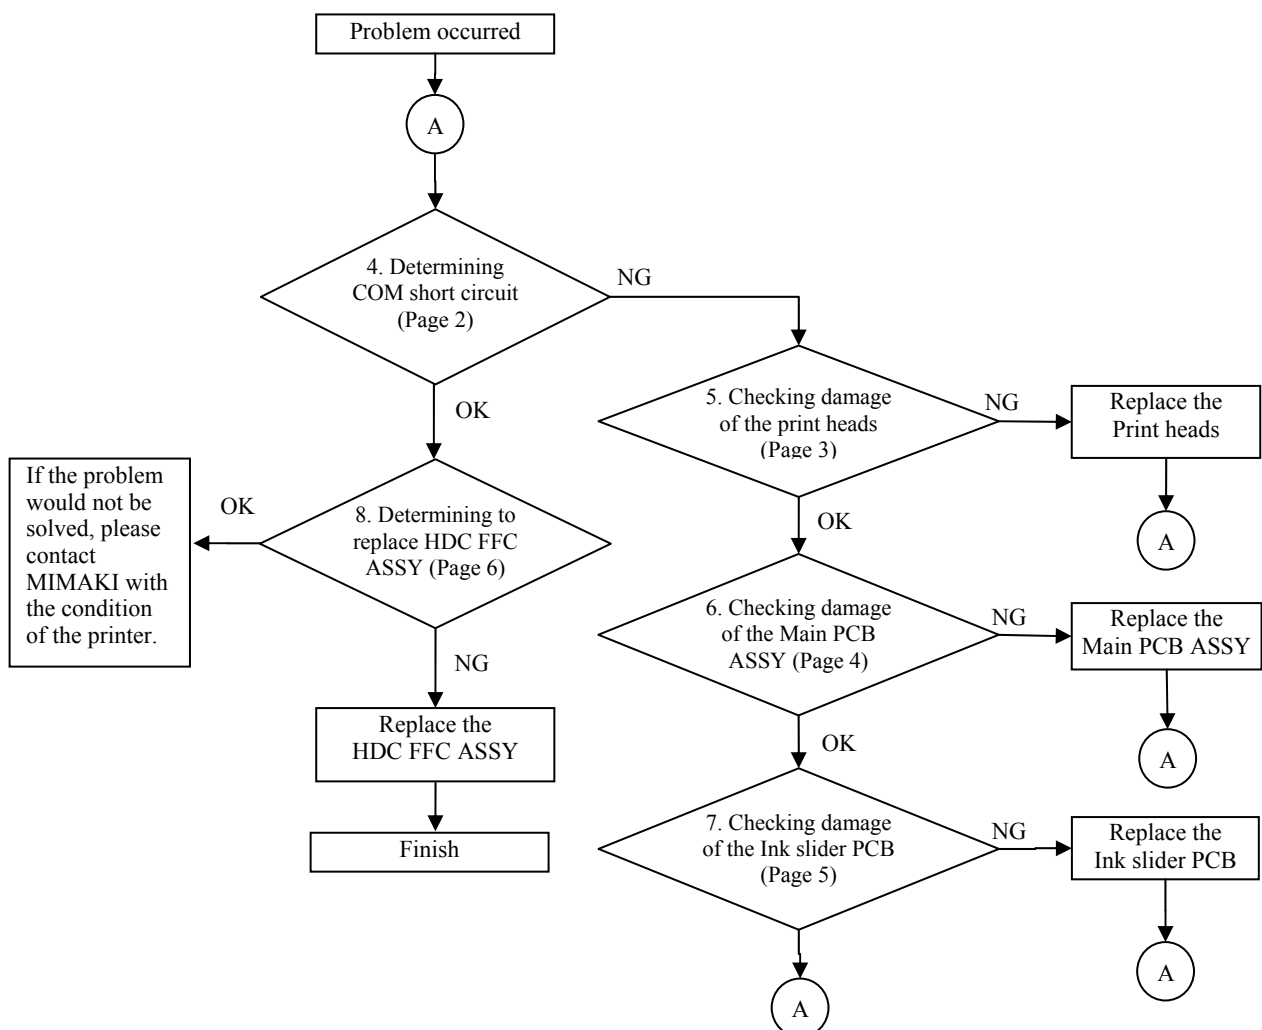 Problem occurred
A
4. Determining
COM short circuit
(Page 2)
NG
OK
5. Checking damage
of the print heads
(Page 3)
NG
Replace the
Print heads
A
OK
If the problem
would not be
solved, please
contact
MIMAKI with
the condition
of the printer.
OK
8. Determining to
replace HDC FFC
ASSY (Page 6)
NG
Replace the
HDC FFC ASSY
Finish
6. Checking damage
of the Main PCB
ASSY (Page 4)
NG
Replace the
Main PCB ASSY
A
OK
7. Checking damage
of the Ink slider PCB
(Page 5)
NG
Replace the
Ink slider PCB
A
A